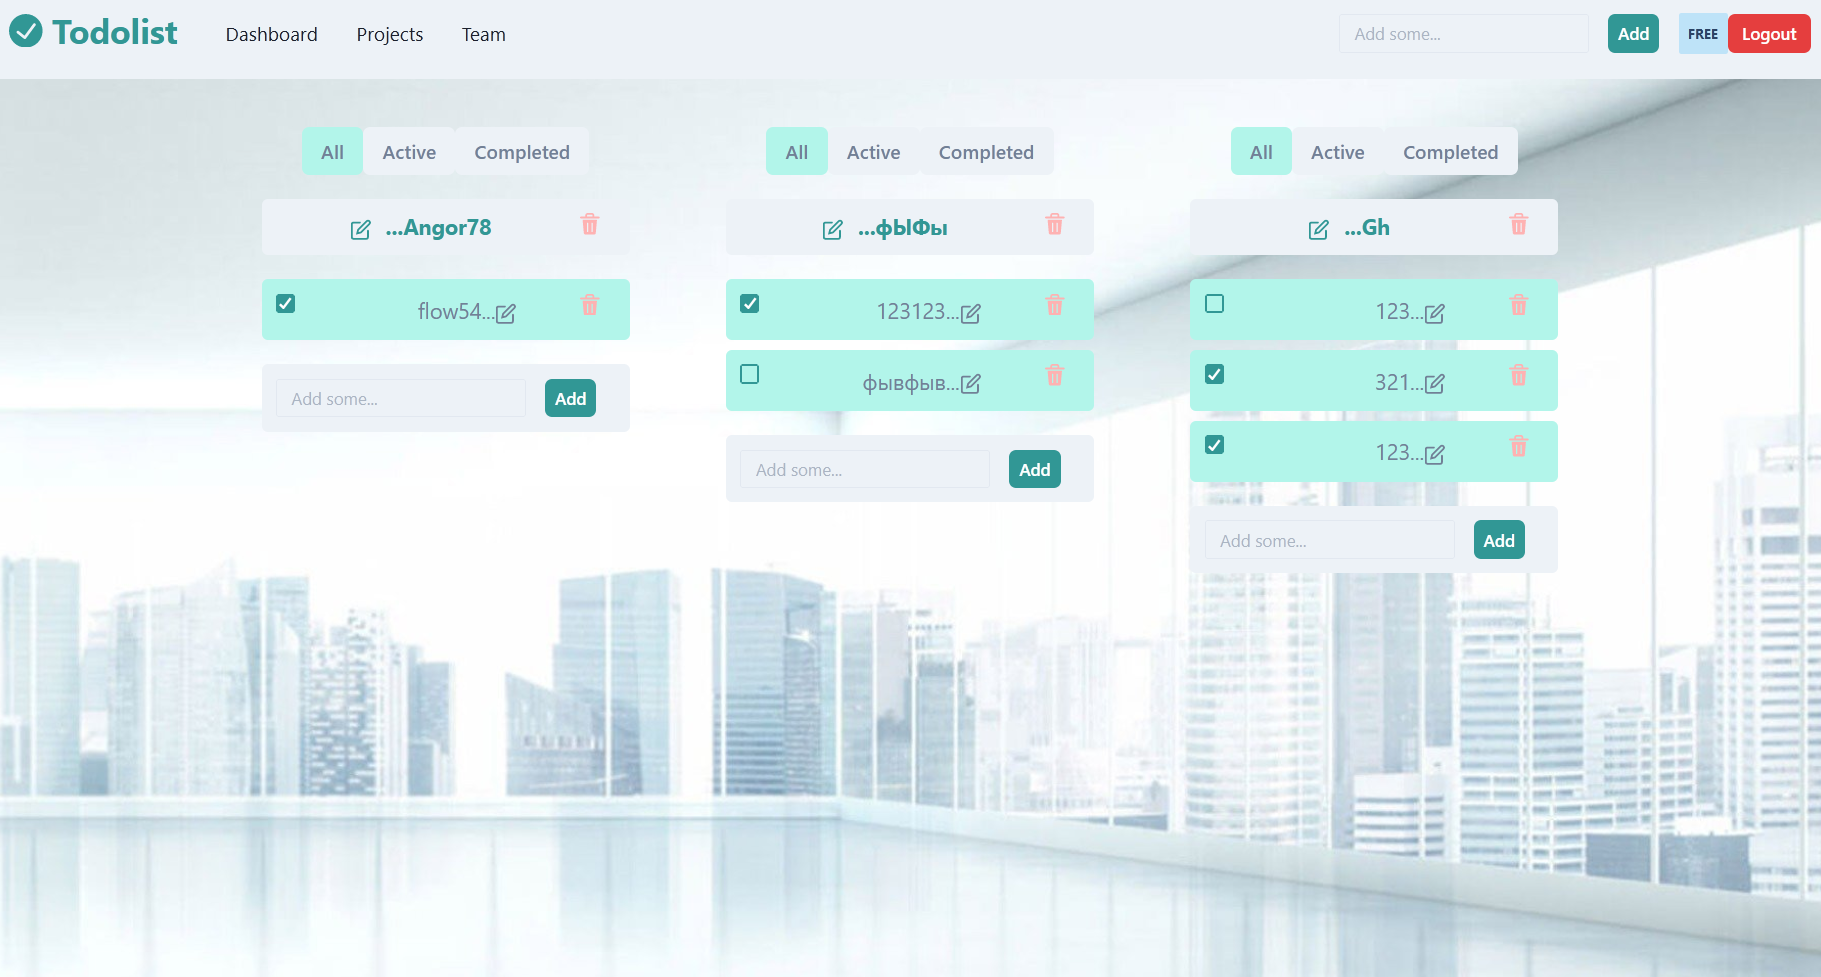 Todolist Dashboard Projects Team Add some... Add FREE Logout
All Active Completed
...Angor78
flow54...
Add some... Add
All Active Completed
...фЫФы
123123...
фывфыв...
Add some... Add
All Active Completed
...Gh
123...
321...
123...
Add some... Add